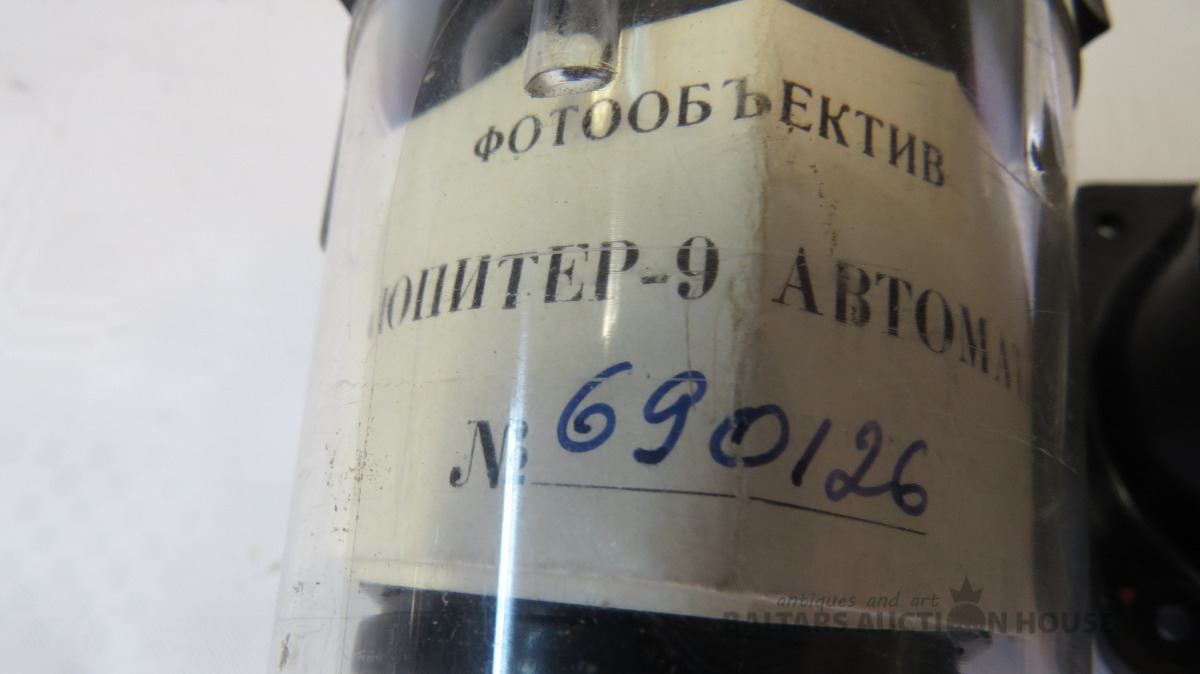 ФОТООБЪЕКТИВ
ЮПИТЕР-9 АВТОМАТ
№ 690126
antiques and art
BALTARS AUCTION HOUSE